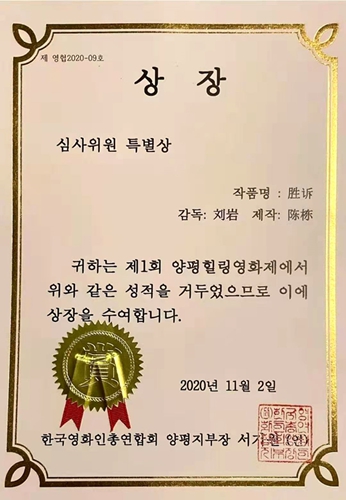 제 영협2020-09호
상 장
심사위원 특별상
작품명 : 胜诉
감독: 刘岩 제작: 陈栋
귀하는 제1회 양평힐링영화제에서
위와 같은 성적을 거두었으므로 이에
상장을 수여합니다.
賞
2020년 11월 2일
한국영화인총연합회 양평지부장 서기원 (인)